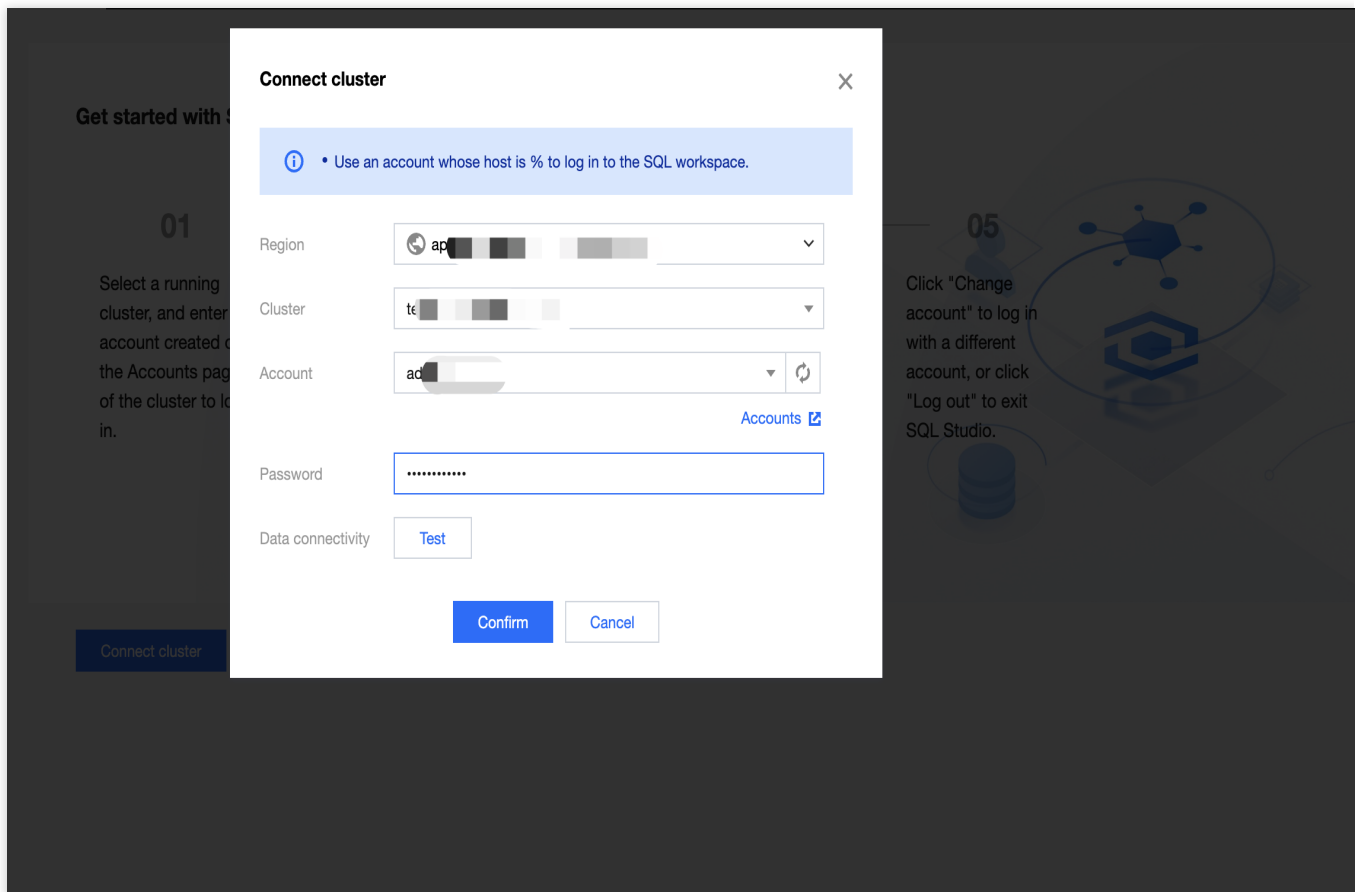 Connect cluster
• Use an account whose host is % to log in to the SQL workspace.
Region
Cluster
Account
Accounts
Password
••••••••••••
Data connectivity
Test
Confirm
Cancel
Get started with
01
Select a running
cluster, and enter
account created
the Accounts
of the cluster to
in.
Connect cluster
05
Click "Change
account" to log in
with a different
account, or click
"Log out" to exit
SQL Studio.